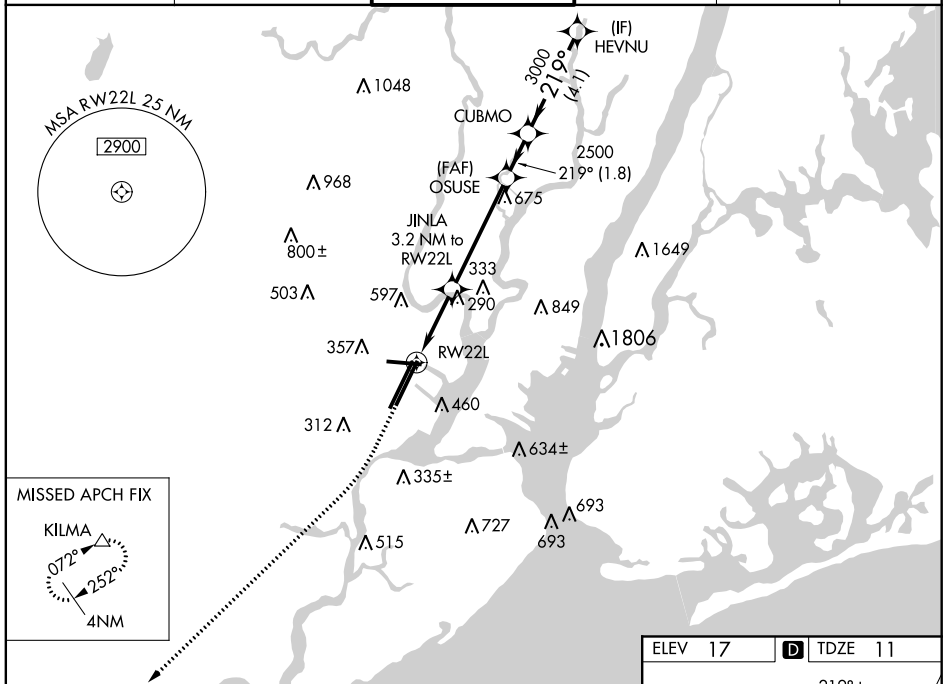 (IF)
HEVNU
3000
219°
(4.1)
1048
MSA RW22L 25 NM
2900
CUBMO
2500
219° (1.8)
(FAF)
OSUSE
968
675
JINLA
3.2 NM to
RW22L
800±
1649
333
503
597
290
849
1806
357
RW22L
460
312
634±
335±
MISSED APCH FIX
KILMA
072°
252°
4NM
693
727
693
515
ELEV 17
D
TDZE 11